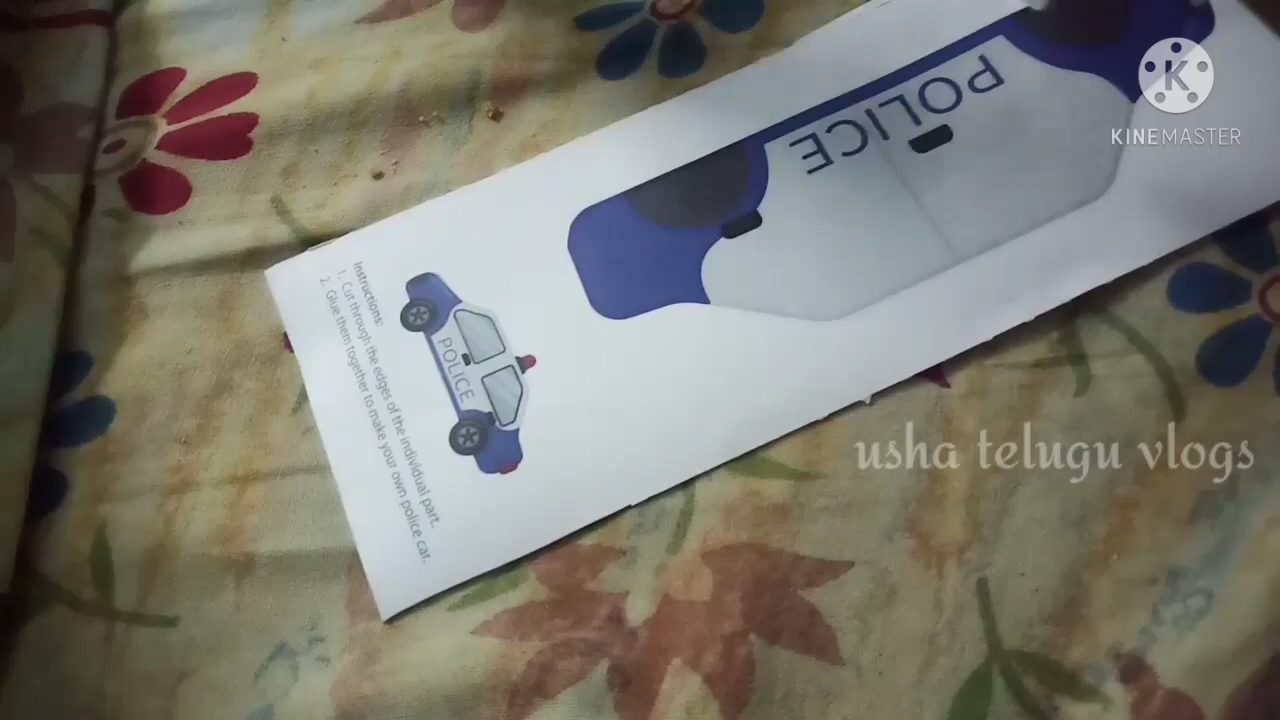 POLICE
K
KINEMASTER
Instructions:
1. Cut through the edges of the individual part.
2. Glue them together to make your own police car.
POLICE
usha telugu vlogs